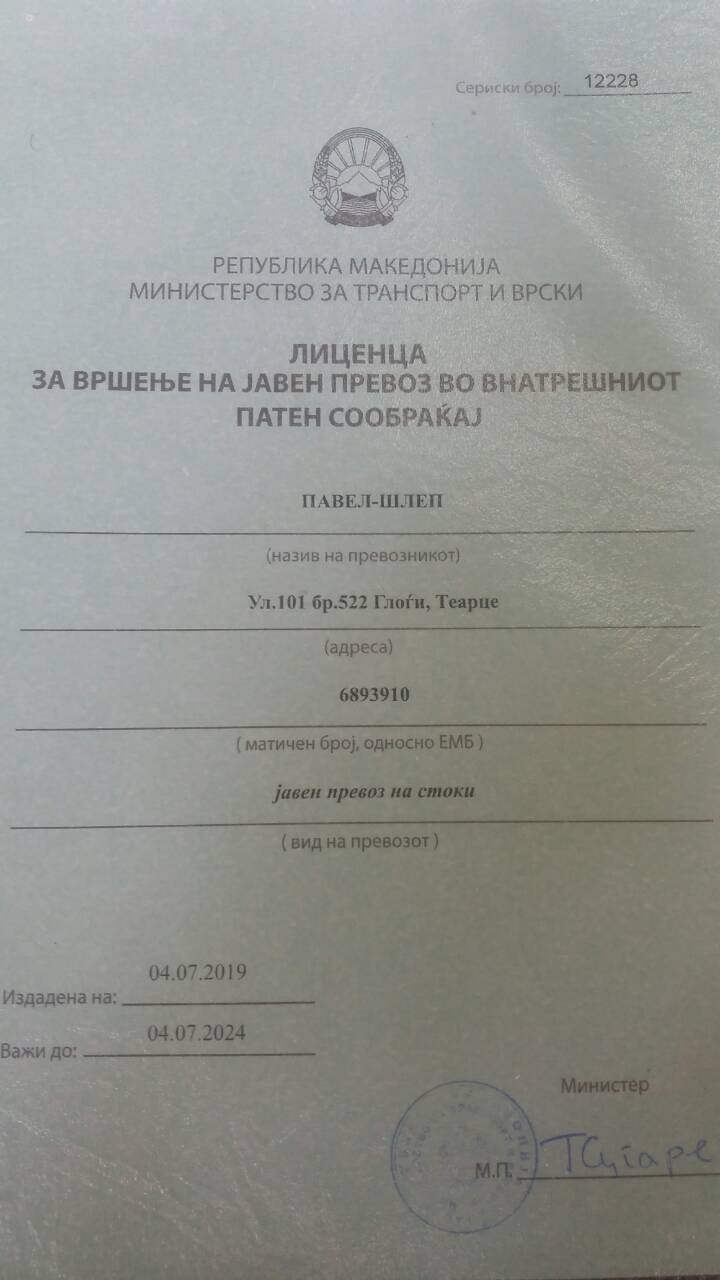 Сериски број: 12228
РЕПУБЛИКА МАКЕДОНИЈА
МИНИСТЕРСТВО ЗА ТРАНСПОРТ И ВРСКИ
ЛИЦЕНЦА
ЗА ВРШЕЊЕ НА ЈАВЕН ПРЕВОЗ ВО ВНАТРЕШНИОТ
ПАТЕН СООБРАЌАЈ
ПАВЕЛ-ШЛЕП
(назив на превозникот)
Ул.101 бр.522 Глоѓи, Теарце
(адреса)
6893910
( матичен број, односно ЕМБ )
јавен превоз на стоки
( вид на превозот )
Издадена на: 04.07.2019
Важи до: 04.07.2024
Министер
М.П.